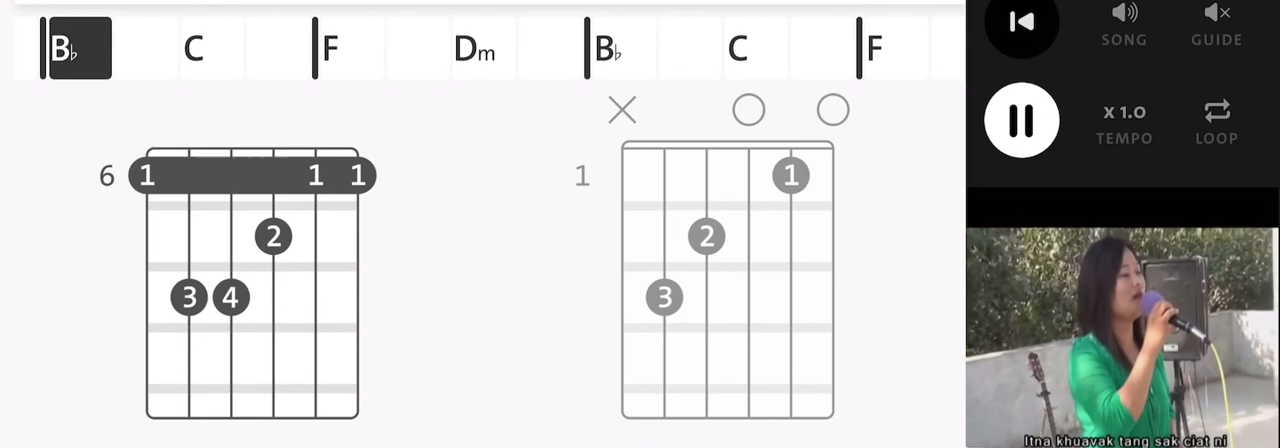 B♭ C F Dm B♭ C F
6 1 1 1
2
3 4
1 1
2
3
SONG GUIDE
X 1.0
TEMPO LOOP
Itna khuavak tang sak ciat ni